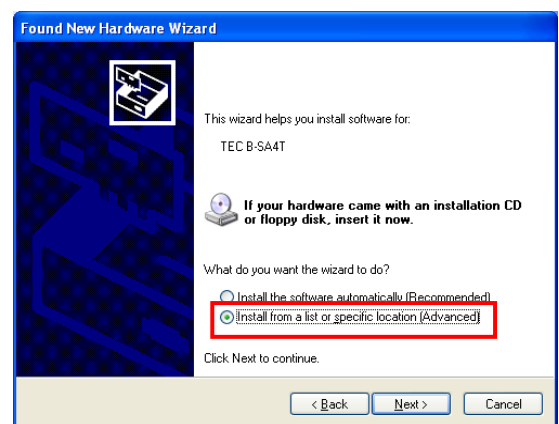 Found New Hardware Wizard
This wizard helps you install software for:
TEC B-SA4T
If your hardware came with an installation CD
or floppy disk, insert it now.
What do you want the wizard to do?
Install the software automatically (Recommended)
Install from a list or specific location (Advanced)
Click Next to continue.
< Back
Next >
Cancel